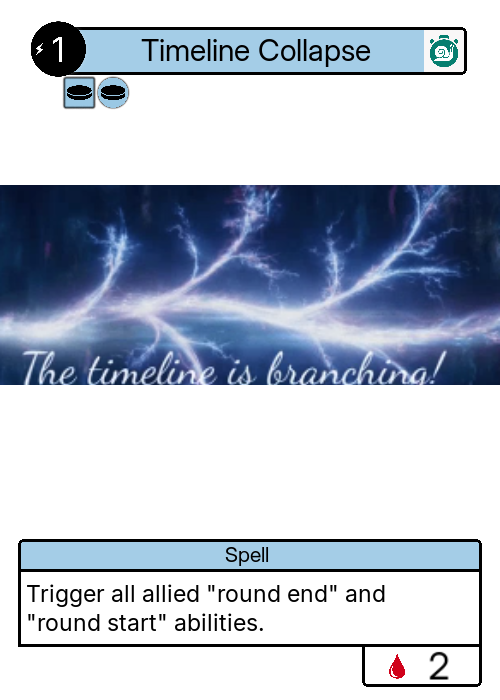 1
Timeline Collapse
The timeline is branching!
Spell
Trigger all allied "round end" and
"round start" abilities.
2